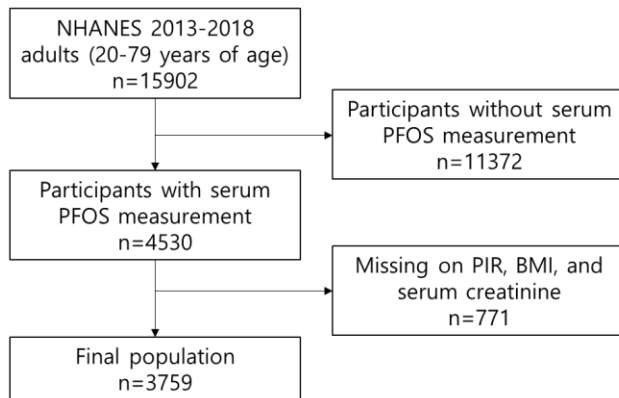 NHANES 2013-2018
adults (20-79 years of age)
n=15902
Participants without serum
PFOS measurement
n=11372
Participants with serum
PFOS measurement
n=4530
Missing on PIR, BMI, and
serum creatinine
n=771
Final population
n=3759